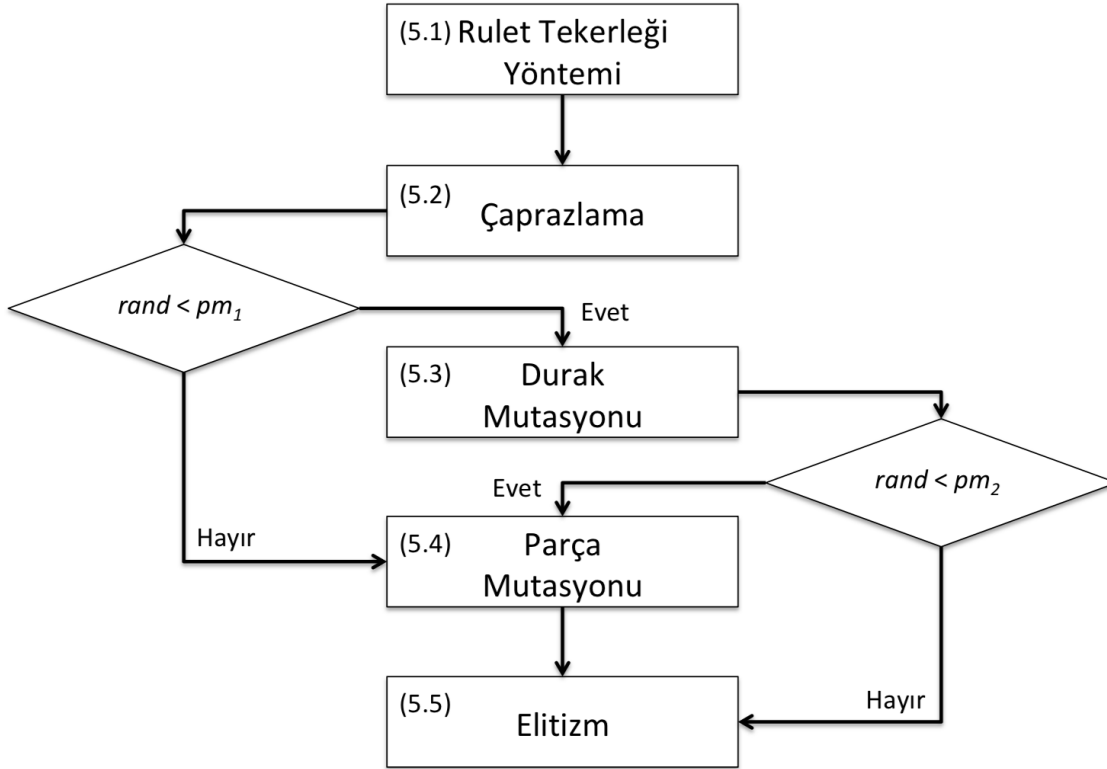 (5.1) Rulet Tekerleği
Yöntemi
(5.2)
Çaprazlama
rand < pm₁
Evet
(5.3) Durak
Mutasyonu
rand < pm₂
Evet
Hayır
(5.4) Parça
Mutasyonu
(5.5)
Elitizm
Hayır